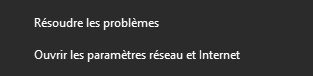 Résoudre les problèmes
Ouvrir les paramètres réseau et Internet